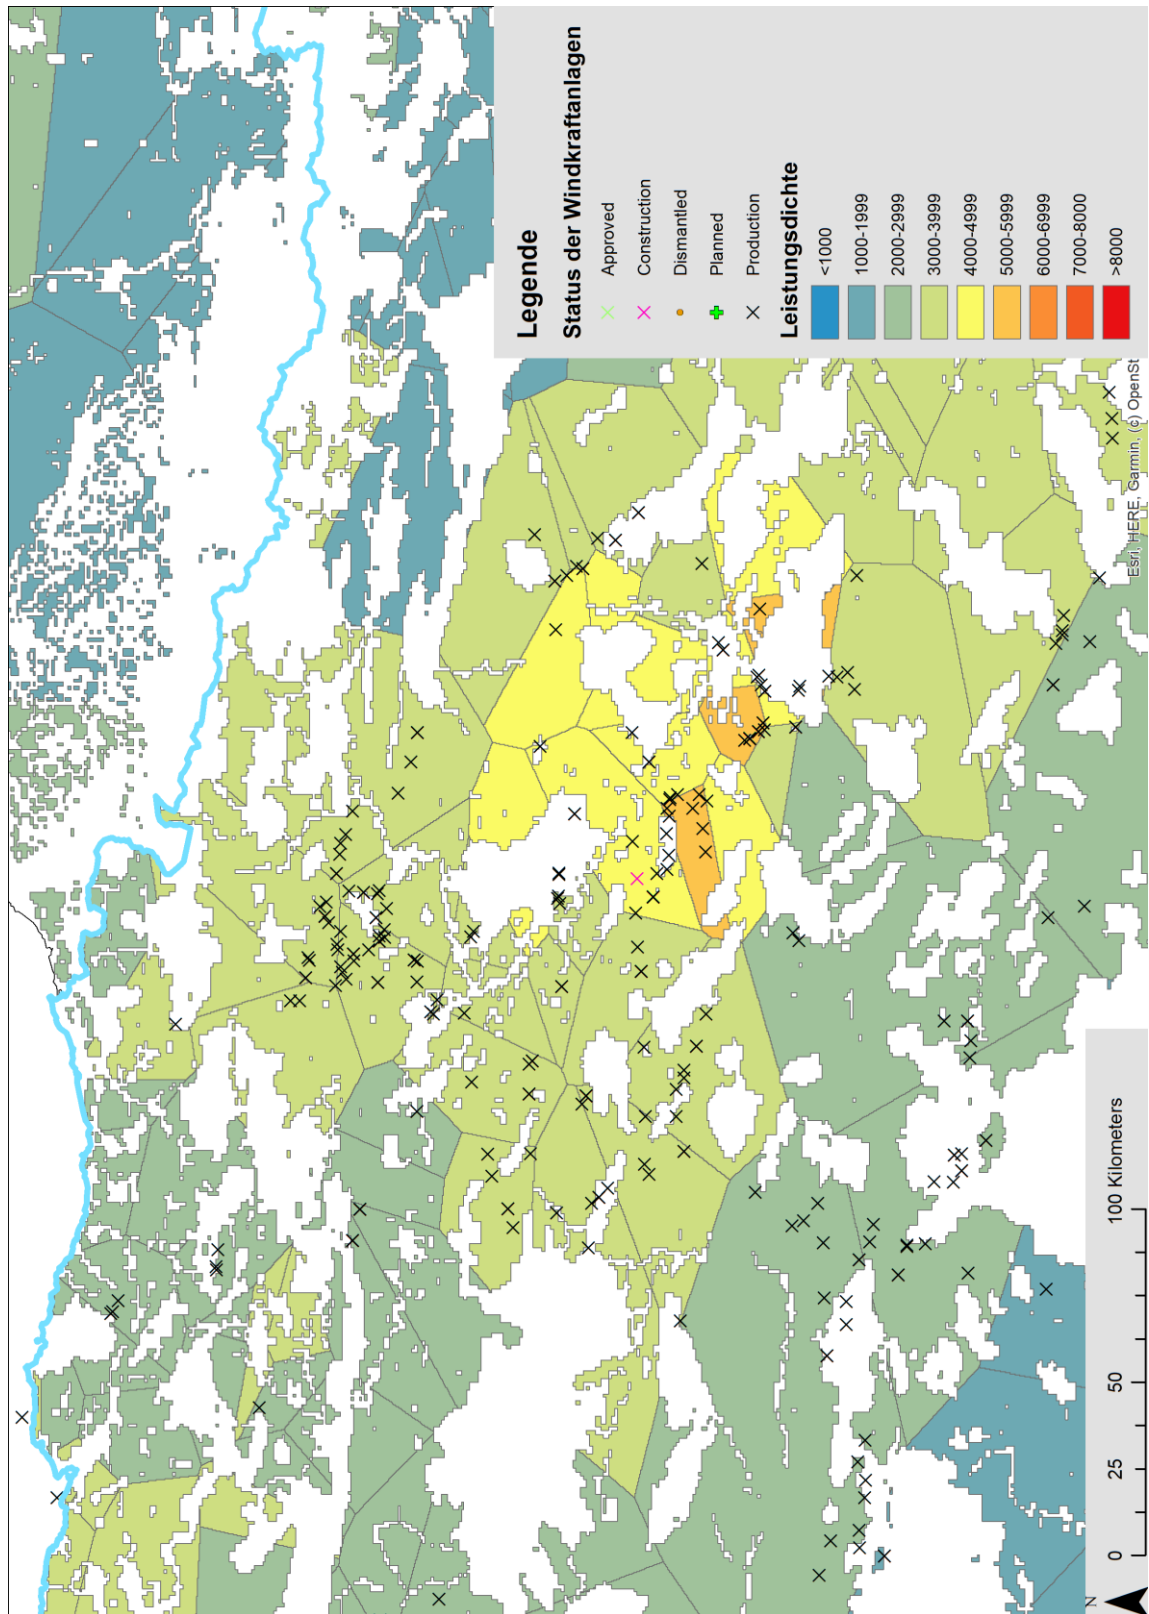 Legende
Status der Windkraftanlagen
Approved
Construction
Dismantled
Planned
Production
Leistungsdichte
<1000
1000-1999
2000-2999
3000-3999
4000-4999
5000-5999
6000-6999
7000-8000
>8000
Esri, HERE, Garmin, (c) OpenSt
N
0 25 50 100 Kilometers